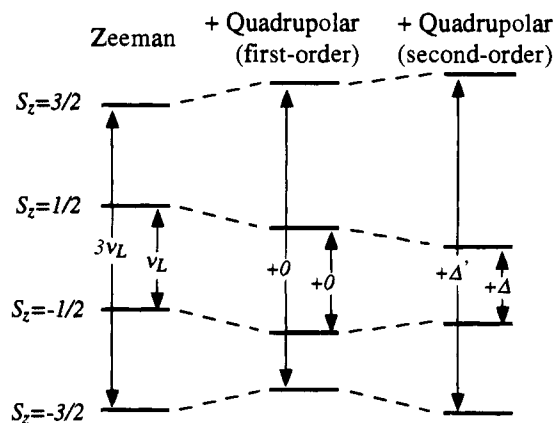 Zeeman
+ Quadrupolar
(first-order)
+ Quadrupolar
(second-order)
S_z=3/2
S_z=1/2
3ν_L
ν_L
+0
+0
+Δ'
+Δ
S_z=-1/2
S_z=-3/2